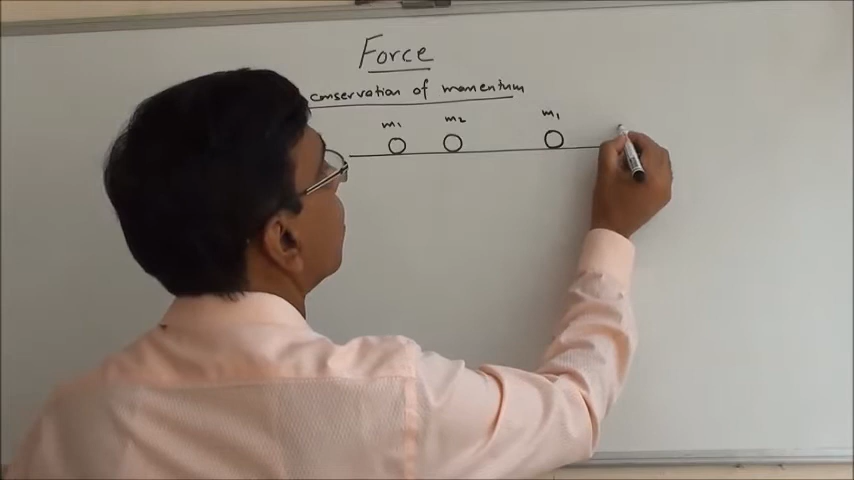 Force
conservation of momentum
m₁ m₂ m₁